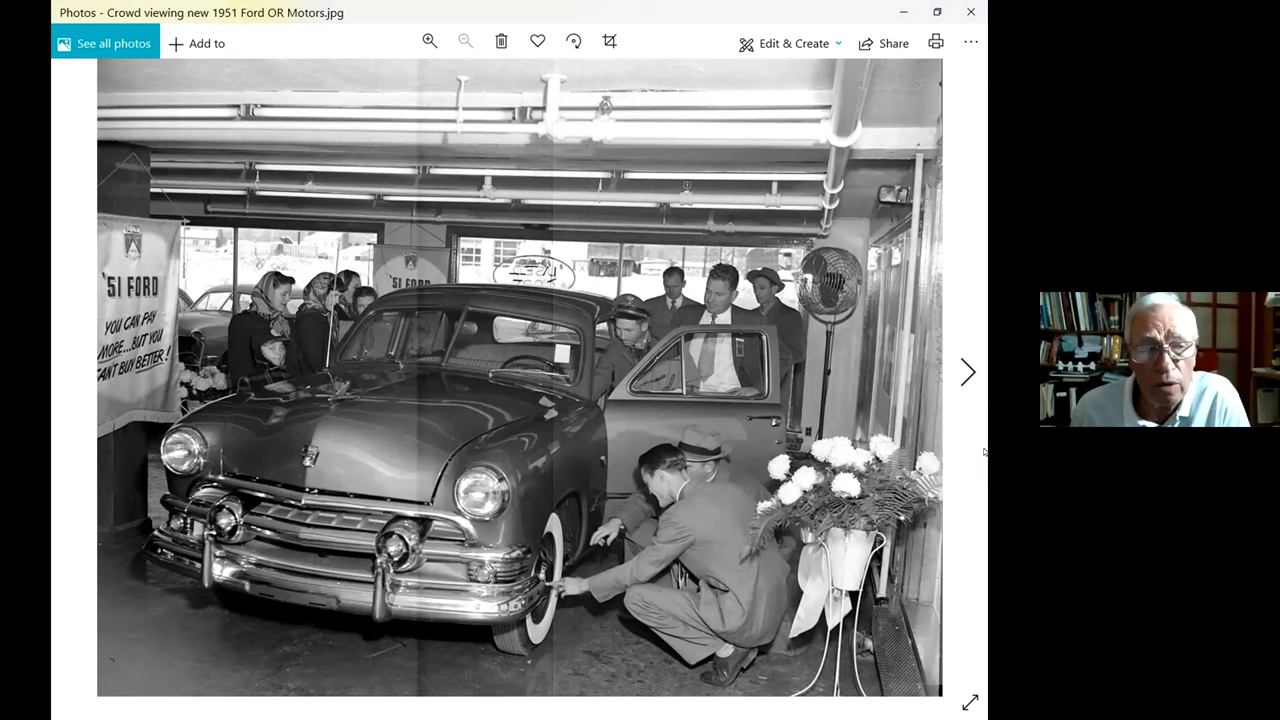 Photos - Crowd viewing new 1951 Ford OR Motors.jpg
See all photos
Add to
Edit & Create
Share
'51 FORD
YOU CAN PAY
MORE...BUT YOU
CAN'T BUY BETTER!
'51 FORD
USED